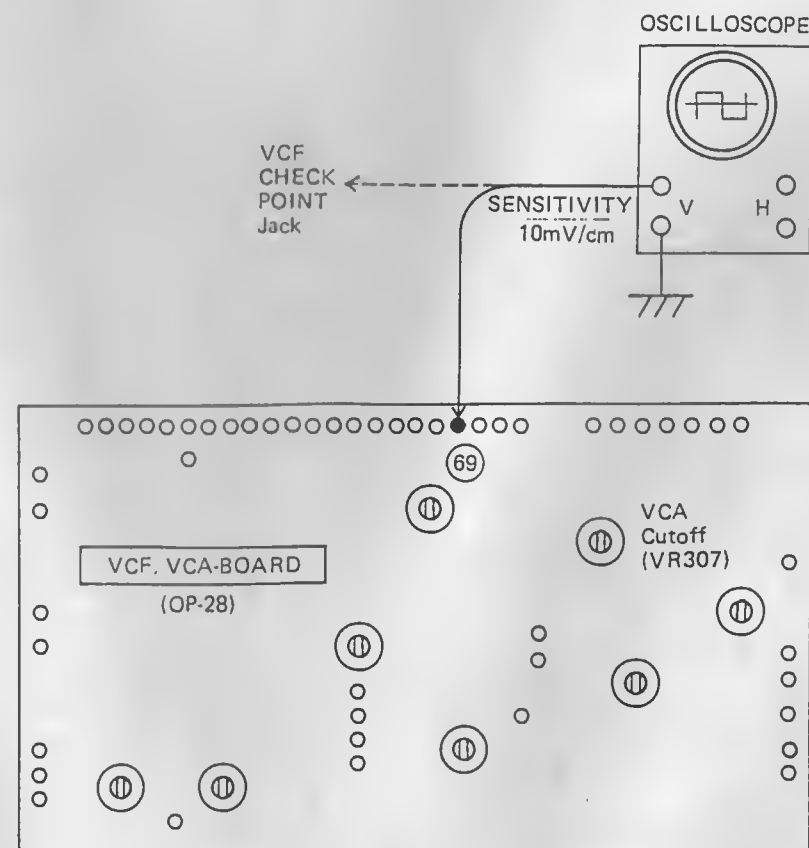 OSCILLOSCOPE
VCF
CHECK
POINT
Jack
SENSITIVITY
10mV/cm
V
H
69
VCA
Cutoff
(VR307)
VCF. VCA-BOARD
(OP-28)